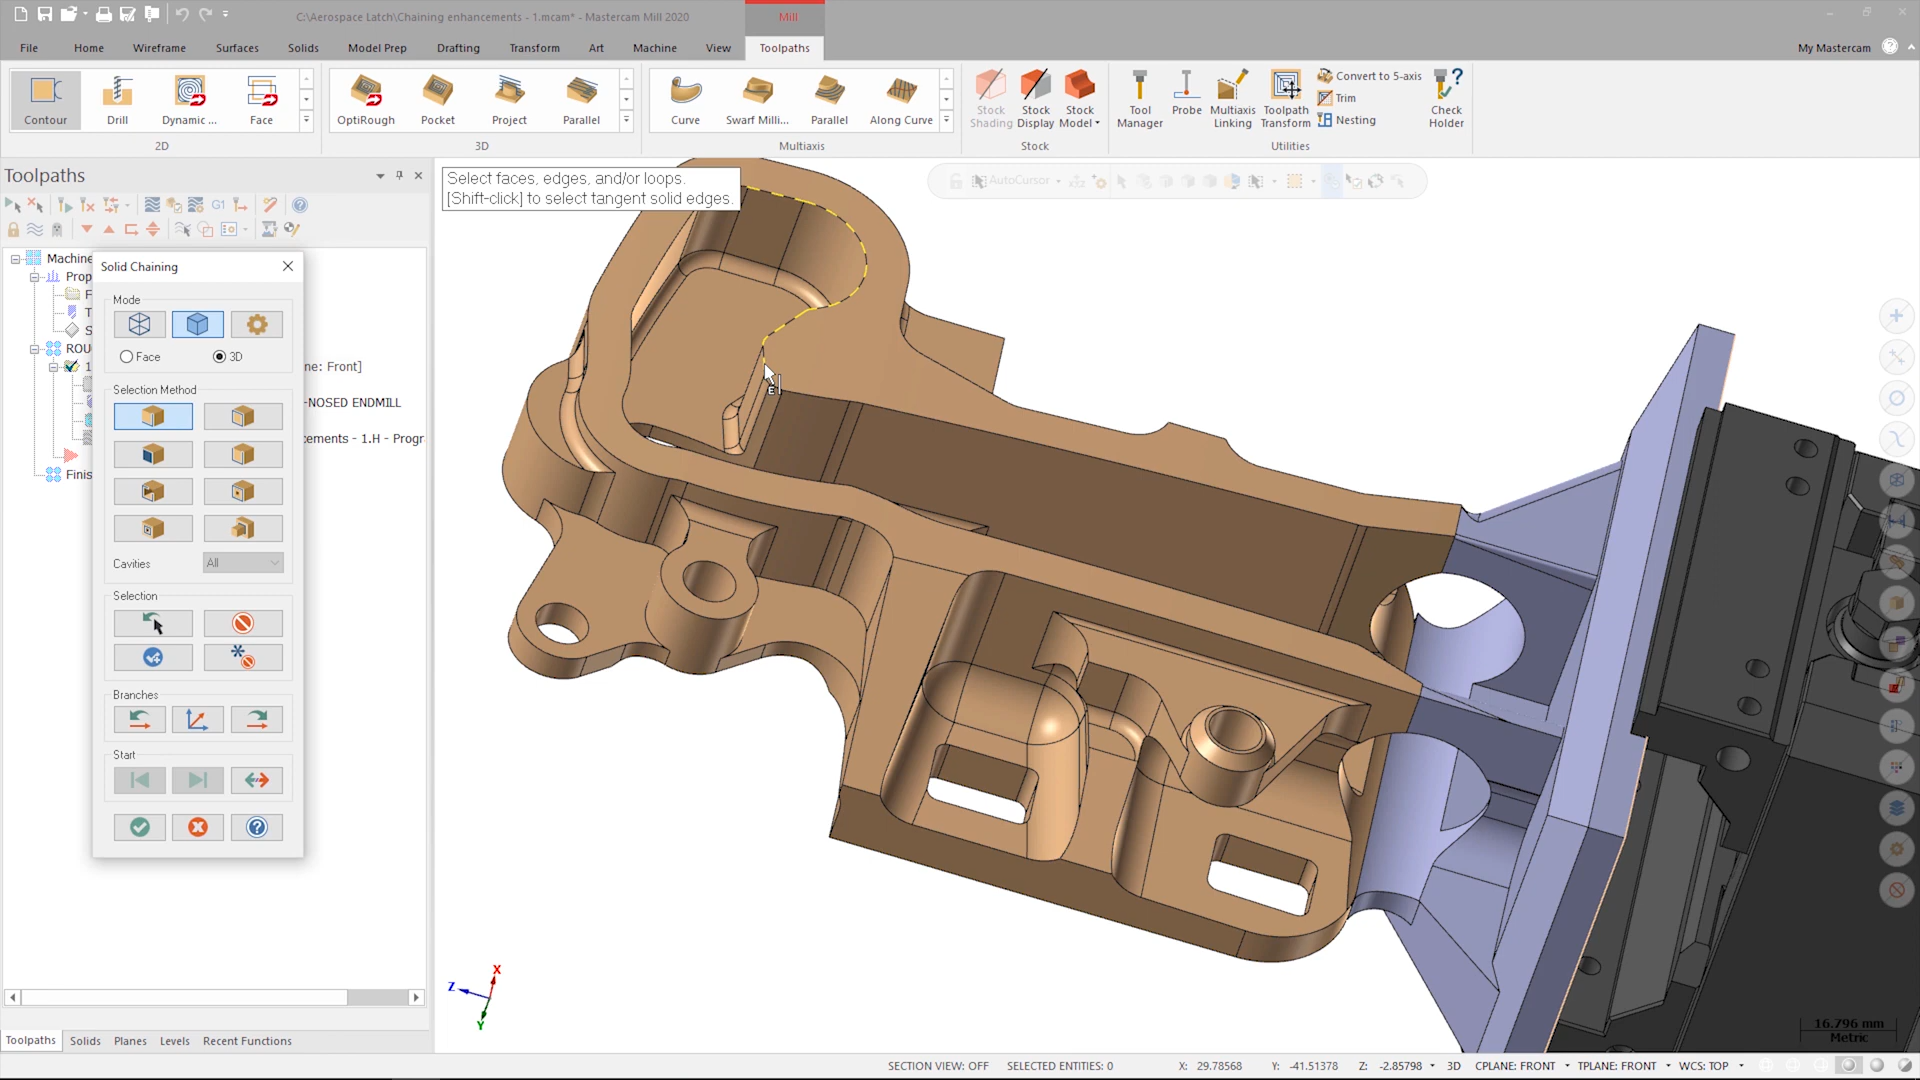 C:\Aerospace Latch\Chaining enhancements - 1.mcam* - Mastercam Mill 2020
Mill
File
Home
Wireframe
Surfaces
Solids
Model Prep
Drafting
Transform
Art
Machine
View
Toolpaths
My Mastercam
Contour
Drill
Dynamic ...
Face
OptiRough
Pocket
Project
Parallel
Curve
Swarf Milli...
Parallel
Along Curve
Stock Shading
Stock Display
Stock Model
Tool Manager
Probe
Multiaxis Linking
Toolpath Transform
Convert to 5-axis
Trim
Nesting
Check Holder
2D
3D
Multiaxis
Stock
Utilities
Toolpaths
Select faces, edges, and/or loops.
[Shift-click] to select tangent solid edges.
AutoCursor
G1
Machine
Prop
F
T
S
ROU
1
ne: Front]
-NOSED ENDMILL
cements - 1.H - Progr
Finis
Solid Chaining
Mode
Face
3D
Selection Method
Cavities
All
Selection
Branches
Start
X
Z
Y
16.796 mm
Metric
Toolpaths
Solids
Planes
Levels
Recent Functions
SECTION VIEW: OFF
SELECTED ENTITIES: 0
X: 29.78568
Y: -41.51378
Z: -2.85798
3D
CPLANE: FRONT
TPLANE: FRONT
WCS: TOP